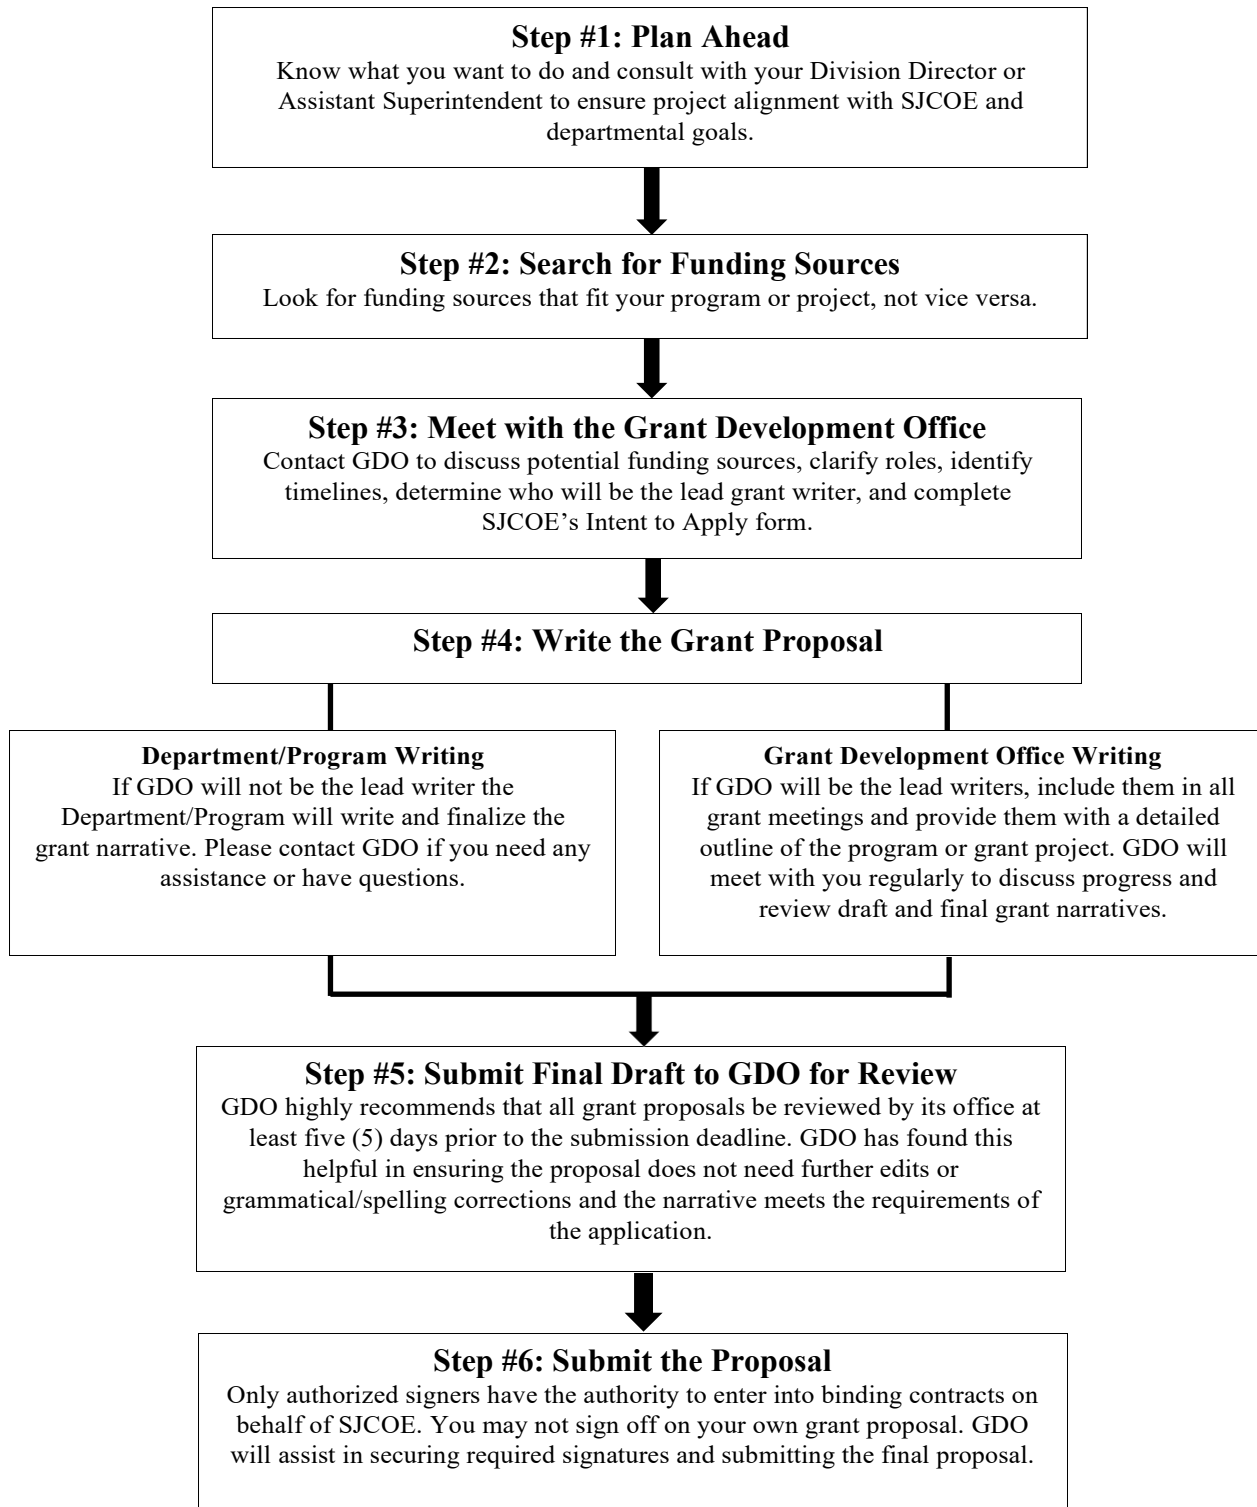 Step #1: Plan Ahead
Know what you want to do and consult with your Division Director or
Assistant Superintendent to ensure project alignment with SJCOE and
departmental goals.
Step #2: Search for Funding Sources
Look for funding sources that fit your program or project, not vice versa.
Step #3: Meet with the Grant Development Office
Contact GDO to discuss potential funding sources, clarify roles, identify
timelines, determine who will be the lead grant writer, and complete
SJCOE’s Intent to Apply form.
Step #4: Write the Grant Proposal
Department/Program Writing
If GDO will not be the lead writer the
Department/Program will write and finalize the
grant narrative. Please contact GDO if you need any
assistance or have questions.
Grant Development Office Writing
If GDO will be the lead writers, include them in all
grant meetings and provide them with a detailed
outline of the program or grant project. GDO will
meet with you regularly to discuss progress and
review draft and final grant narratives.
Step #5: Submit Final Draft to GDO for Review
GDO highly recommends that all grant proposals be reviewed by its office at
least five (5) days prior to the submission deadline. GDO has found this
helpful in ensuring the proposal does not need further edits or
grammatical/spelling corrections and the narrative meets the requirements of
the application.
Step #6: Submit the Proposal
Only authorized signers have the authority to enter into binding contracts on
behalf of SJCOE. You may not sign off on your own grant proposal. GDO
will assist in securing required signatures and submitting the final proposal.